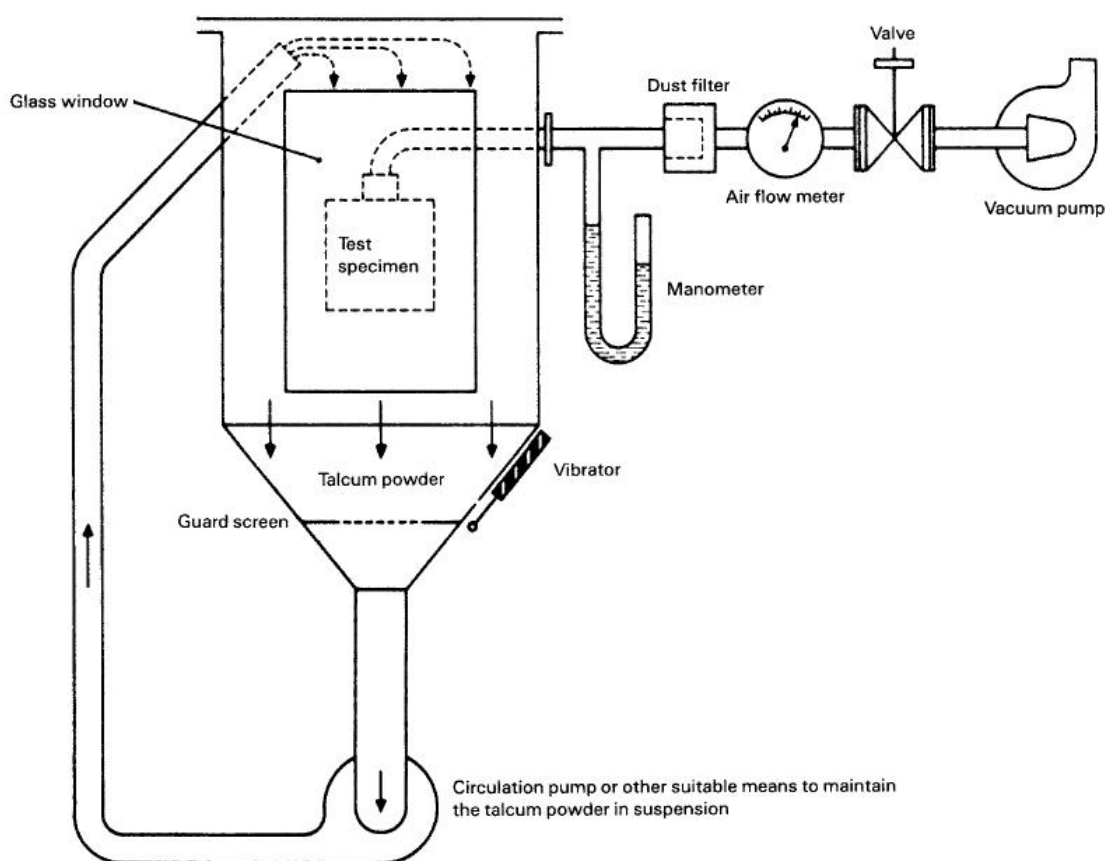 Valve
Glass window
Dust filter
Air flow meter
Vacuum pump
Test
specimen
Manometer
Talcum powder
Vibrator
Guard screen
Circulation pump or other suitable means to maintain
the talcum powder in suspension